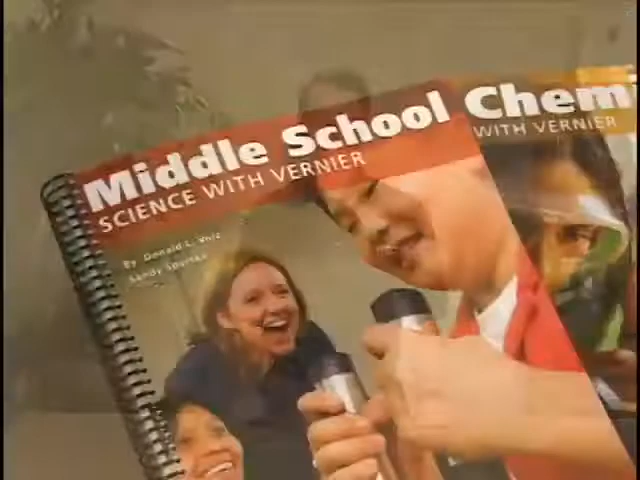 Middle School
SCIENCE WITH VERNIER
By Donald L. Volz
Sandy Sapatka
Chem
WITH VERNIER